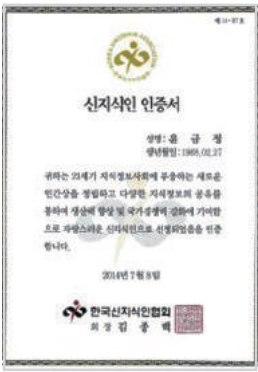 신지식인 인증서
성명: 윤 금 정
생년월일: 1968.02.27
귀하는 21세기 지식정보사회에 부응하는 새로운
인간상을 정립하고 다양한 지식정보의 공유를
통하여 생산성 향상 및 국가경쟁력 강화에 기여함
으로 자랑스러운 신지식인으로 선정되었음을 인증
합니다.
2014년 7월 8일
한국신지식인협회
회장 김 종 백